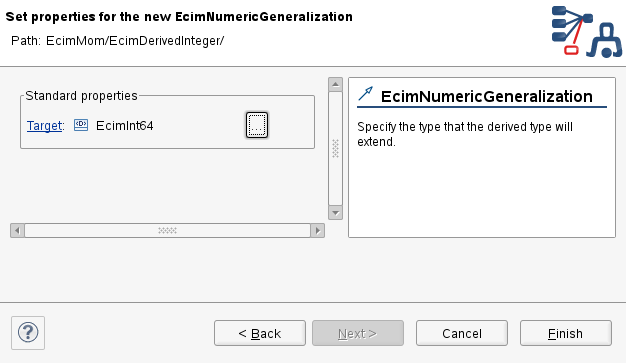 Set properties for the new EcimNumericGeneralization
Path: EcimMom/EcimDerivedInteger/
Standard properties
Target: <D> EcimInt64 ...
EcimNumericGeneralization
Specify the type that the derived type will
extend.
? < Back Next > Cancel Finish